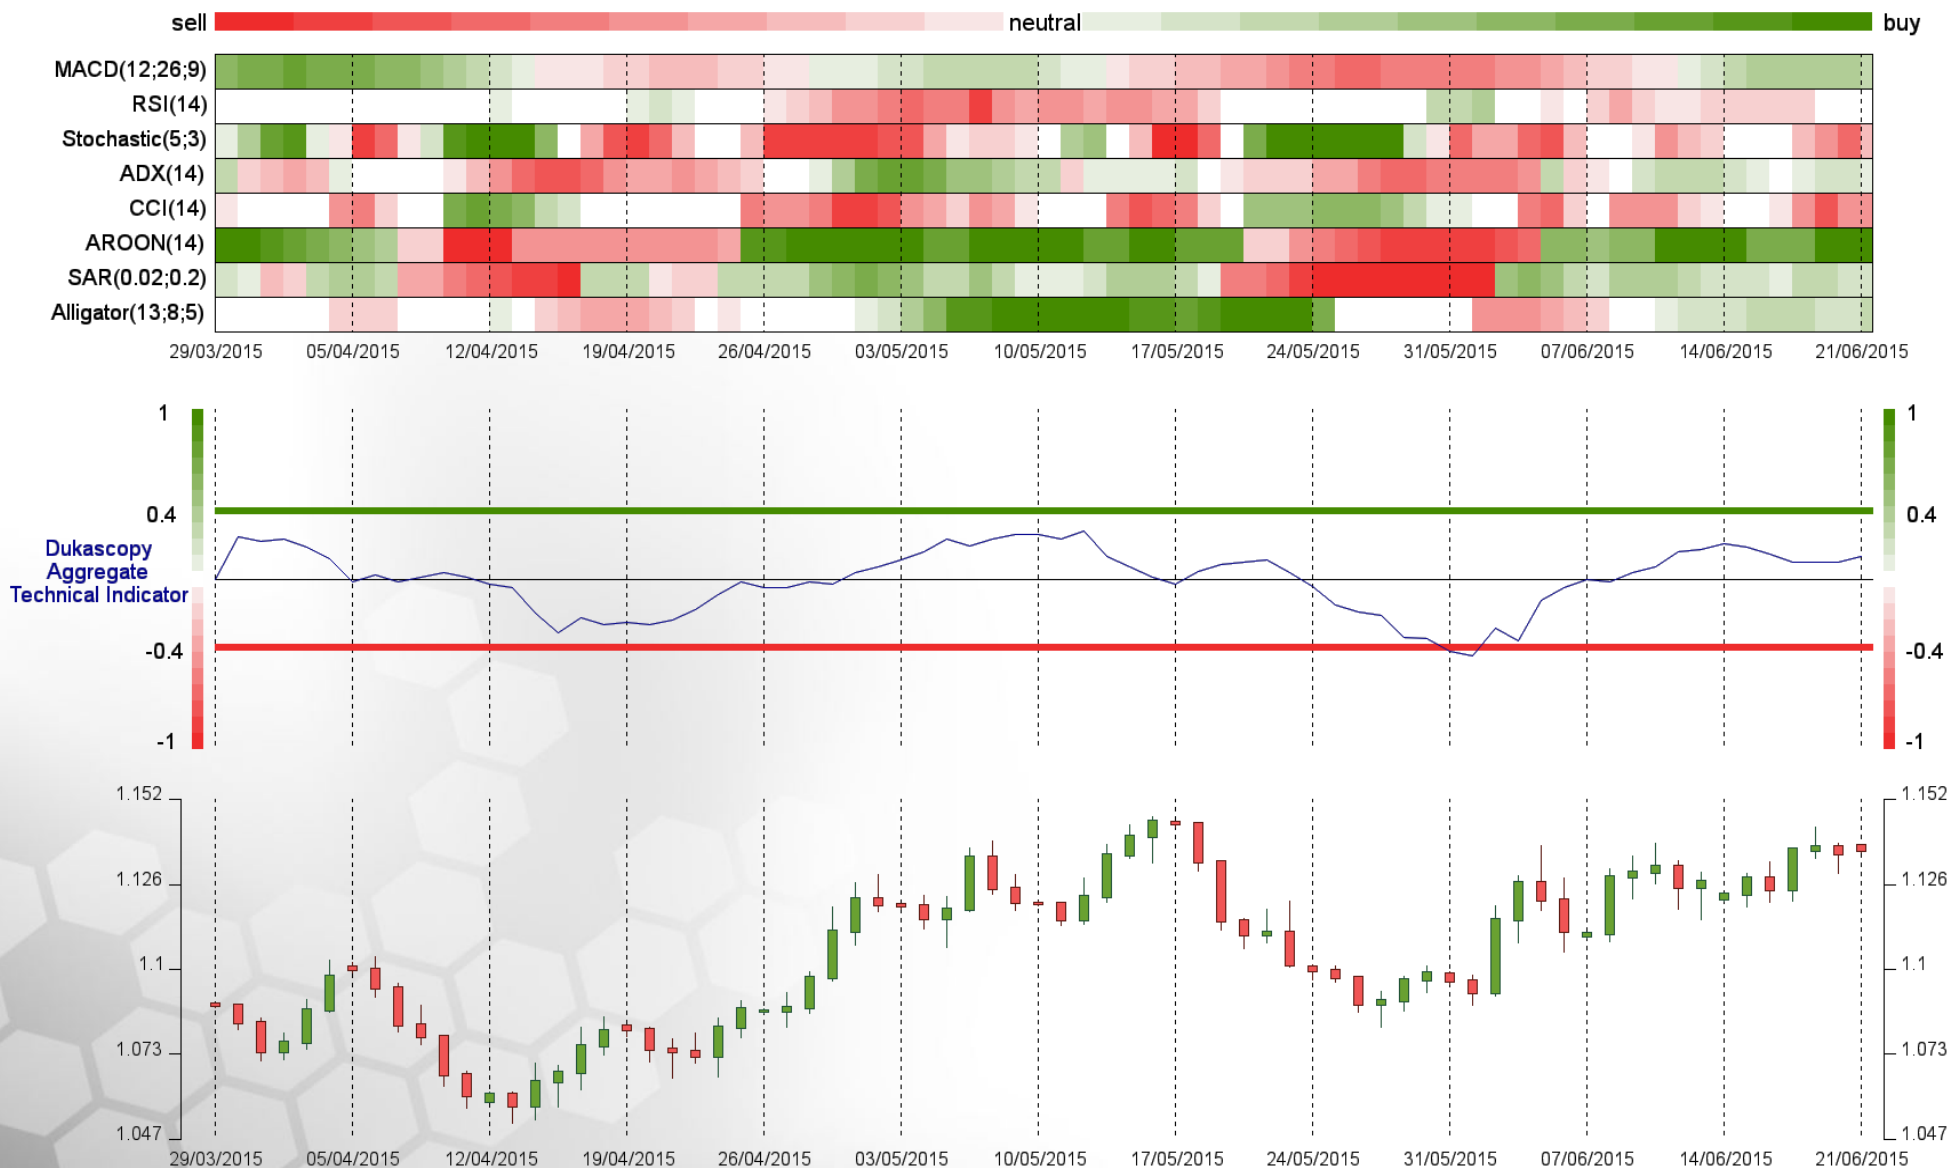 sell neutral buy
MACD(12;26;9)
RSI(14)
Stochastic(5;3)
ADX(14)
CCI(14)
AROON(14)
SAR(0.02;0.2)
Alligator(13;8;5)
29/03/2015 05/04/2015 12/04/2015 19/04/2015 26/04/2015 03/05/2015 10/05/2015 17/05/2015 24/05/2015 31/05/2015 07/06/2015 14/06/2015 21/06/2015
1 1
0.4 0.4
Dukascopy
Aggregate
Technical Indicator
-0.4 -0.4
-1 -1
1.152 1.152
1.126 1.126
1.1 1.1
1.073 1.073
1.047 1.047
29/03/2015 05/04/2015 12/04/2015 19/04/2015 26/04/2015 03/05/2015 10/05/2015 17/05/2015 24/05/2015 31/05/2015 07/06/2015 14/06/2015 21/06/2015